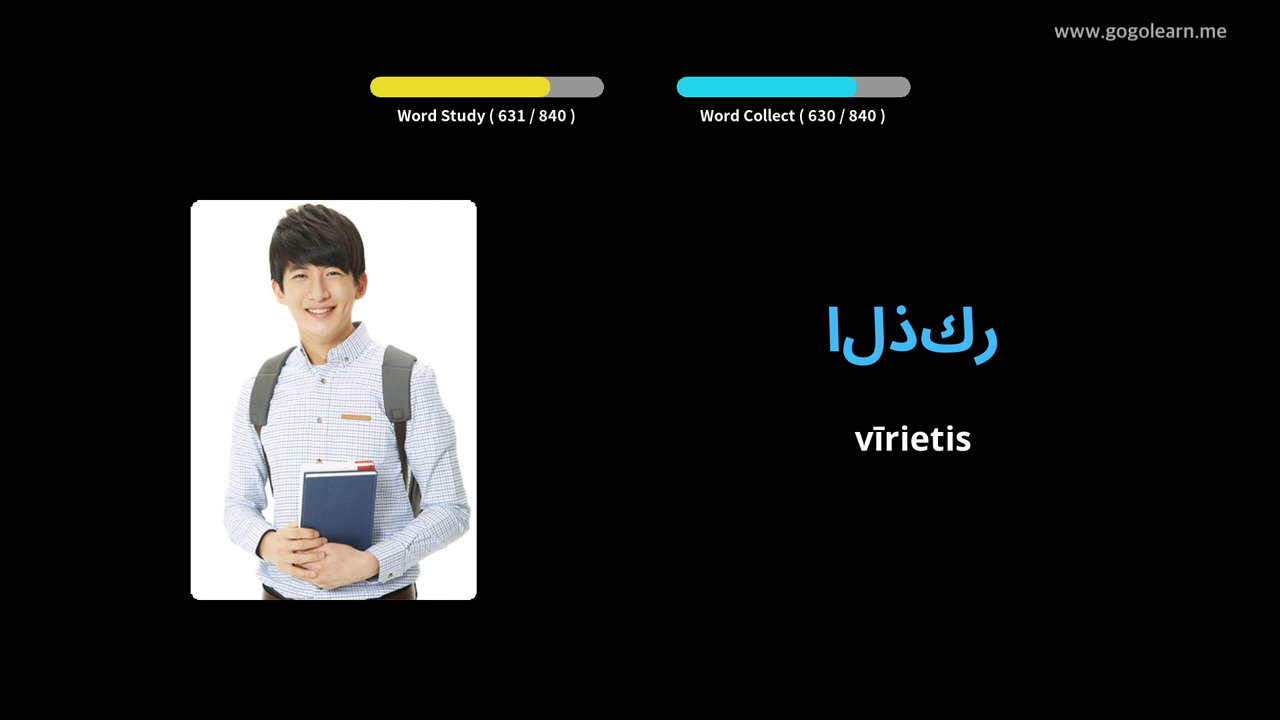 www.gogolearn.me
Word Study ( 631 / 840 )
Word Collect ( 630 / 840 )
الذكر
vīrietis